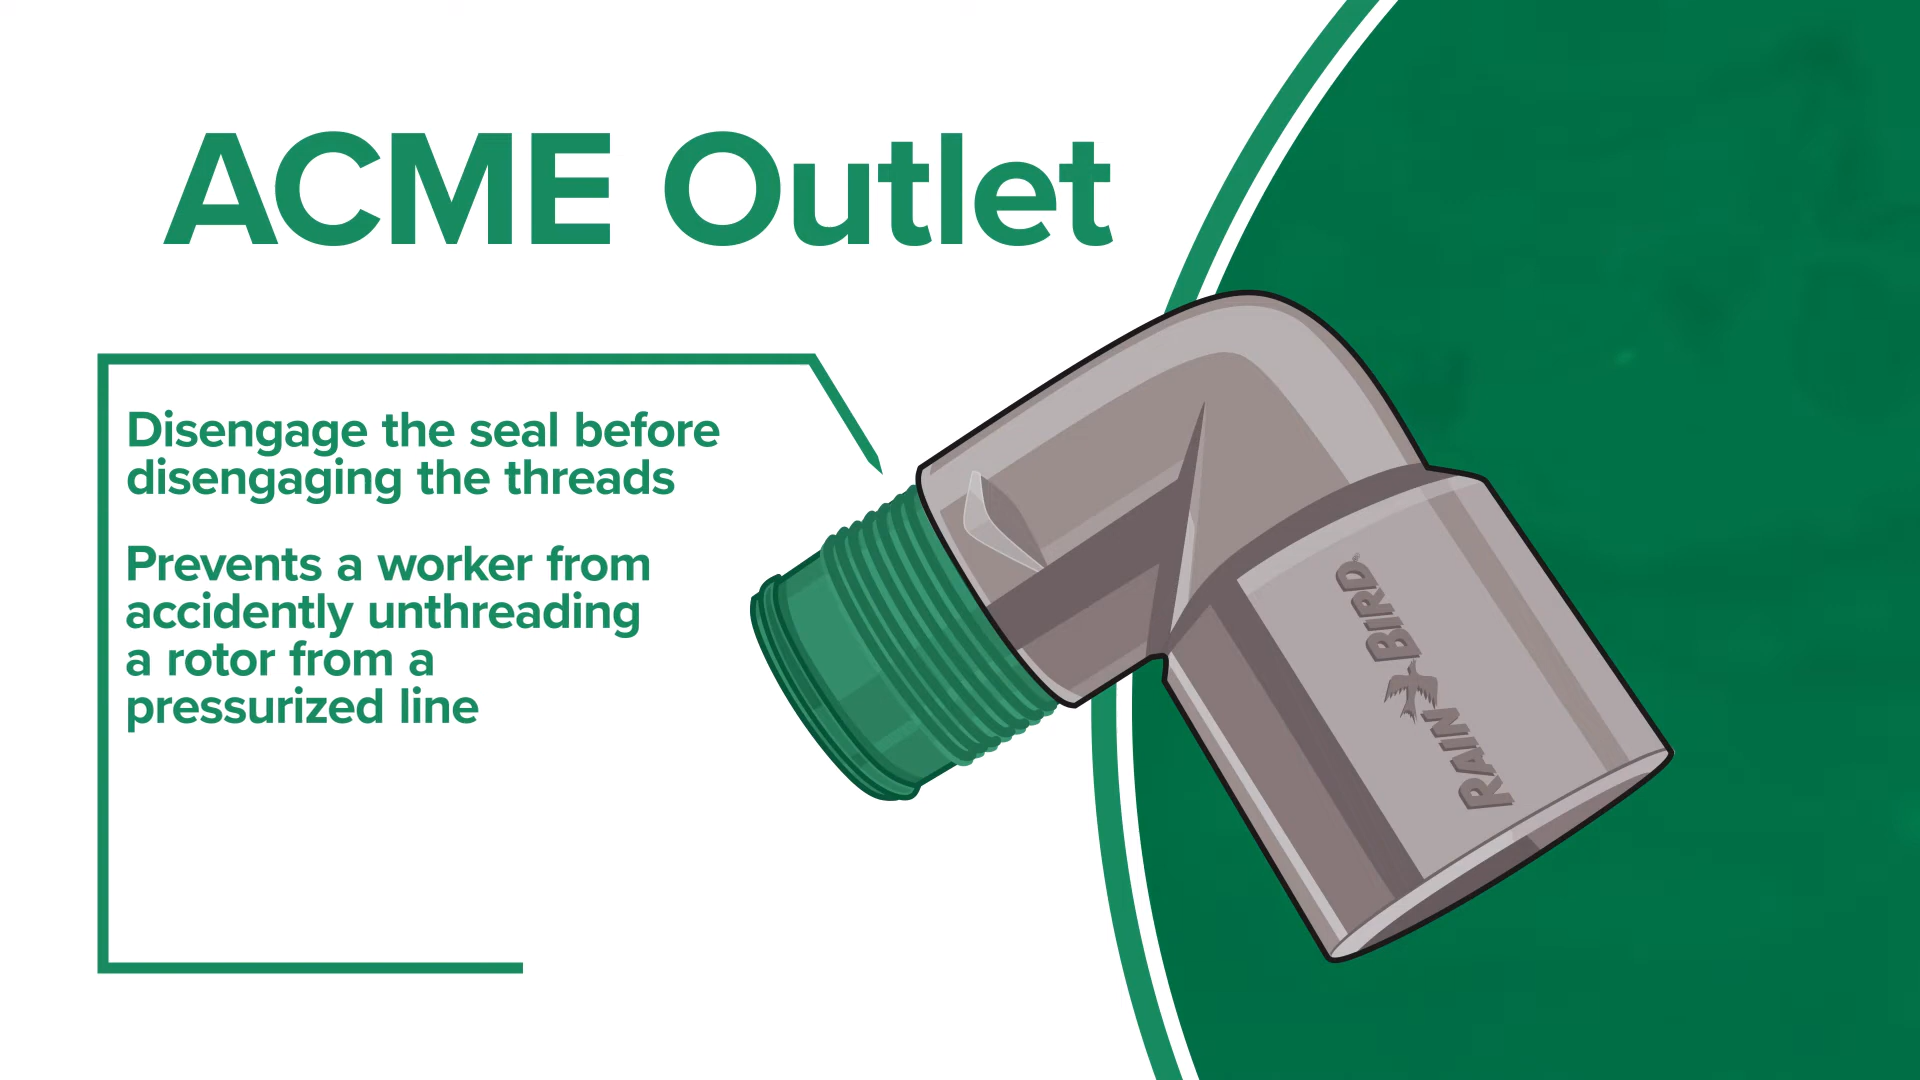 ACME Outlet
Disengage the seal before
disengaging the threads
Prevents a worker from
accidently unthreading
a rotor from a
pressurized line
RAIN BIRD